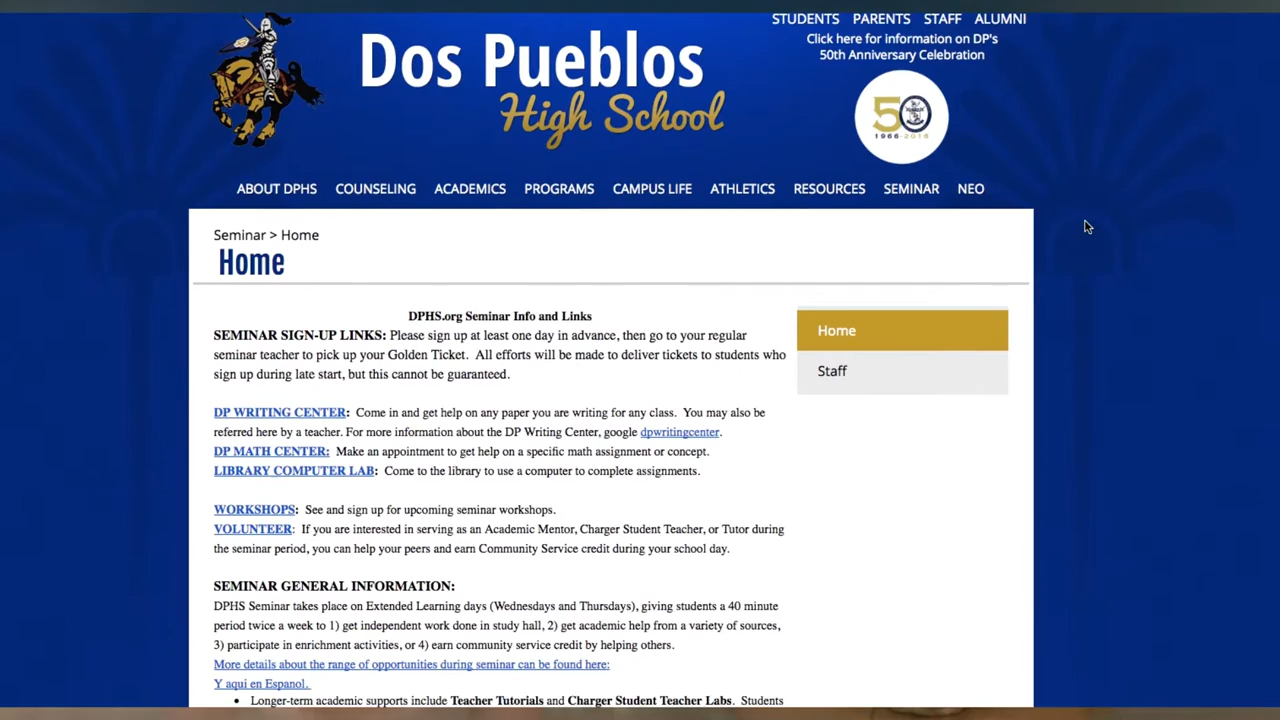 STUDENTS PARENTS STAFF ALUMNI
Click here for information on DP's
50th Anniversary Celebration
Dos Pueblos
High School
50
1966-2016
ABOUT DPHS COUNSELING ACADEMICS PROGRAMS CAMPUS LIFE ATHLETICS RESOURCES SEMINAR NEO
Seminar > Home
Home
DPHS.org Seminar Info and Links
SEMINAR SIGN-UP LINKS: Please sign up at least one day in advance, then go to your regular
seminar teacher to pick up your Golden Ticket. All efforts will be made to deliver tickets to students who
sign up during late start, but this cannot be guaranteed.
DP WRITING CENTER: Come in and get help on any paper you are writing for any class. You may also be
referred here by a teacher. For more information about the DP Writing Center, google dpwritingcenter.
DP MATH CENTER: Make an appointment to get help on a specific math assignment or concept.
LIBRARY COMPUTER LAB: Come to the library to use a computer to complete assignments.
WORKSHOPS: See and sign up for upcoming seminar workshops.
VOLUNTEER: If you are interested in serving as an Academic Mentor, Charger Student Teacher, or Tutor during
the seminar period, you can help your peers and earn Community Service credit during your school day.
SEMINAR GENERAL INFORMATION:
DPHS Seminar takes place on Extended Learning days (Wednesdays and Thursdays), giving students a 40 minute
period twice a week to 1) get independent work done in study hall, 2) get academic help from a variety of sources,
3) participate in enrichment activities, or 4) earn community service credit by helping others.
More details about the range of opportunities during seminar can be found here:
Y aqui en Espanol.
• Longer-term academic supports include Teacher Tutorials and Charger Student Teacher Labs. Students
Home
Staff